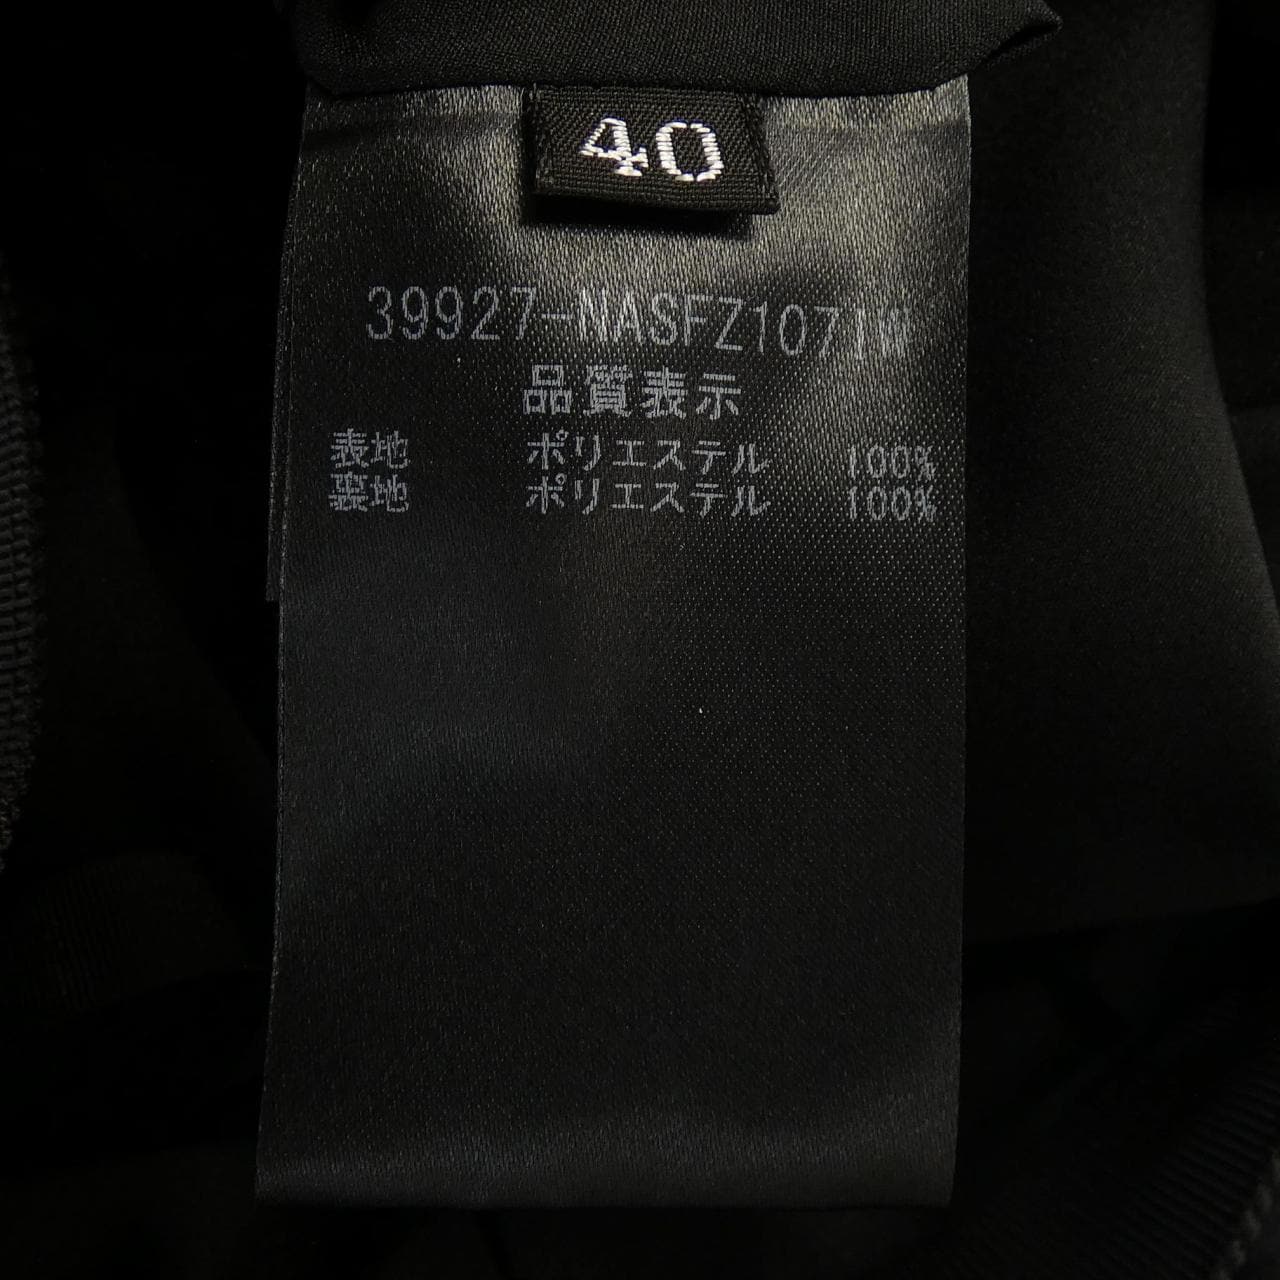 40
39927-NASFZ1071W
品質表示
表地 ポリエステル 100%
裏地 ポリエステル 100%